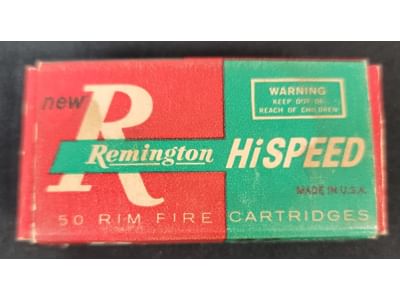 new
R
Remington HiSPEED
WARNING
KEEP OUT OF
REACH OF CHILDREN
MADE IN U.S.A.
50 RIM FIRE CARTRIDGES